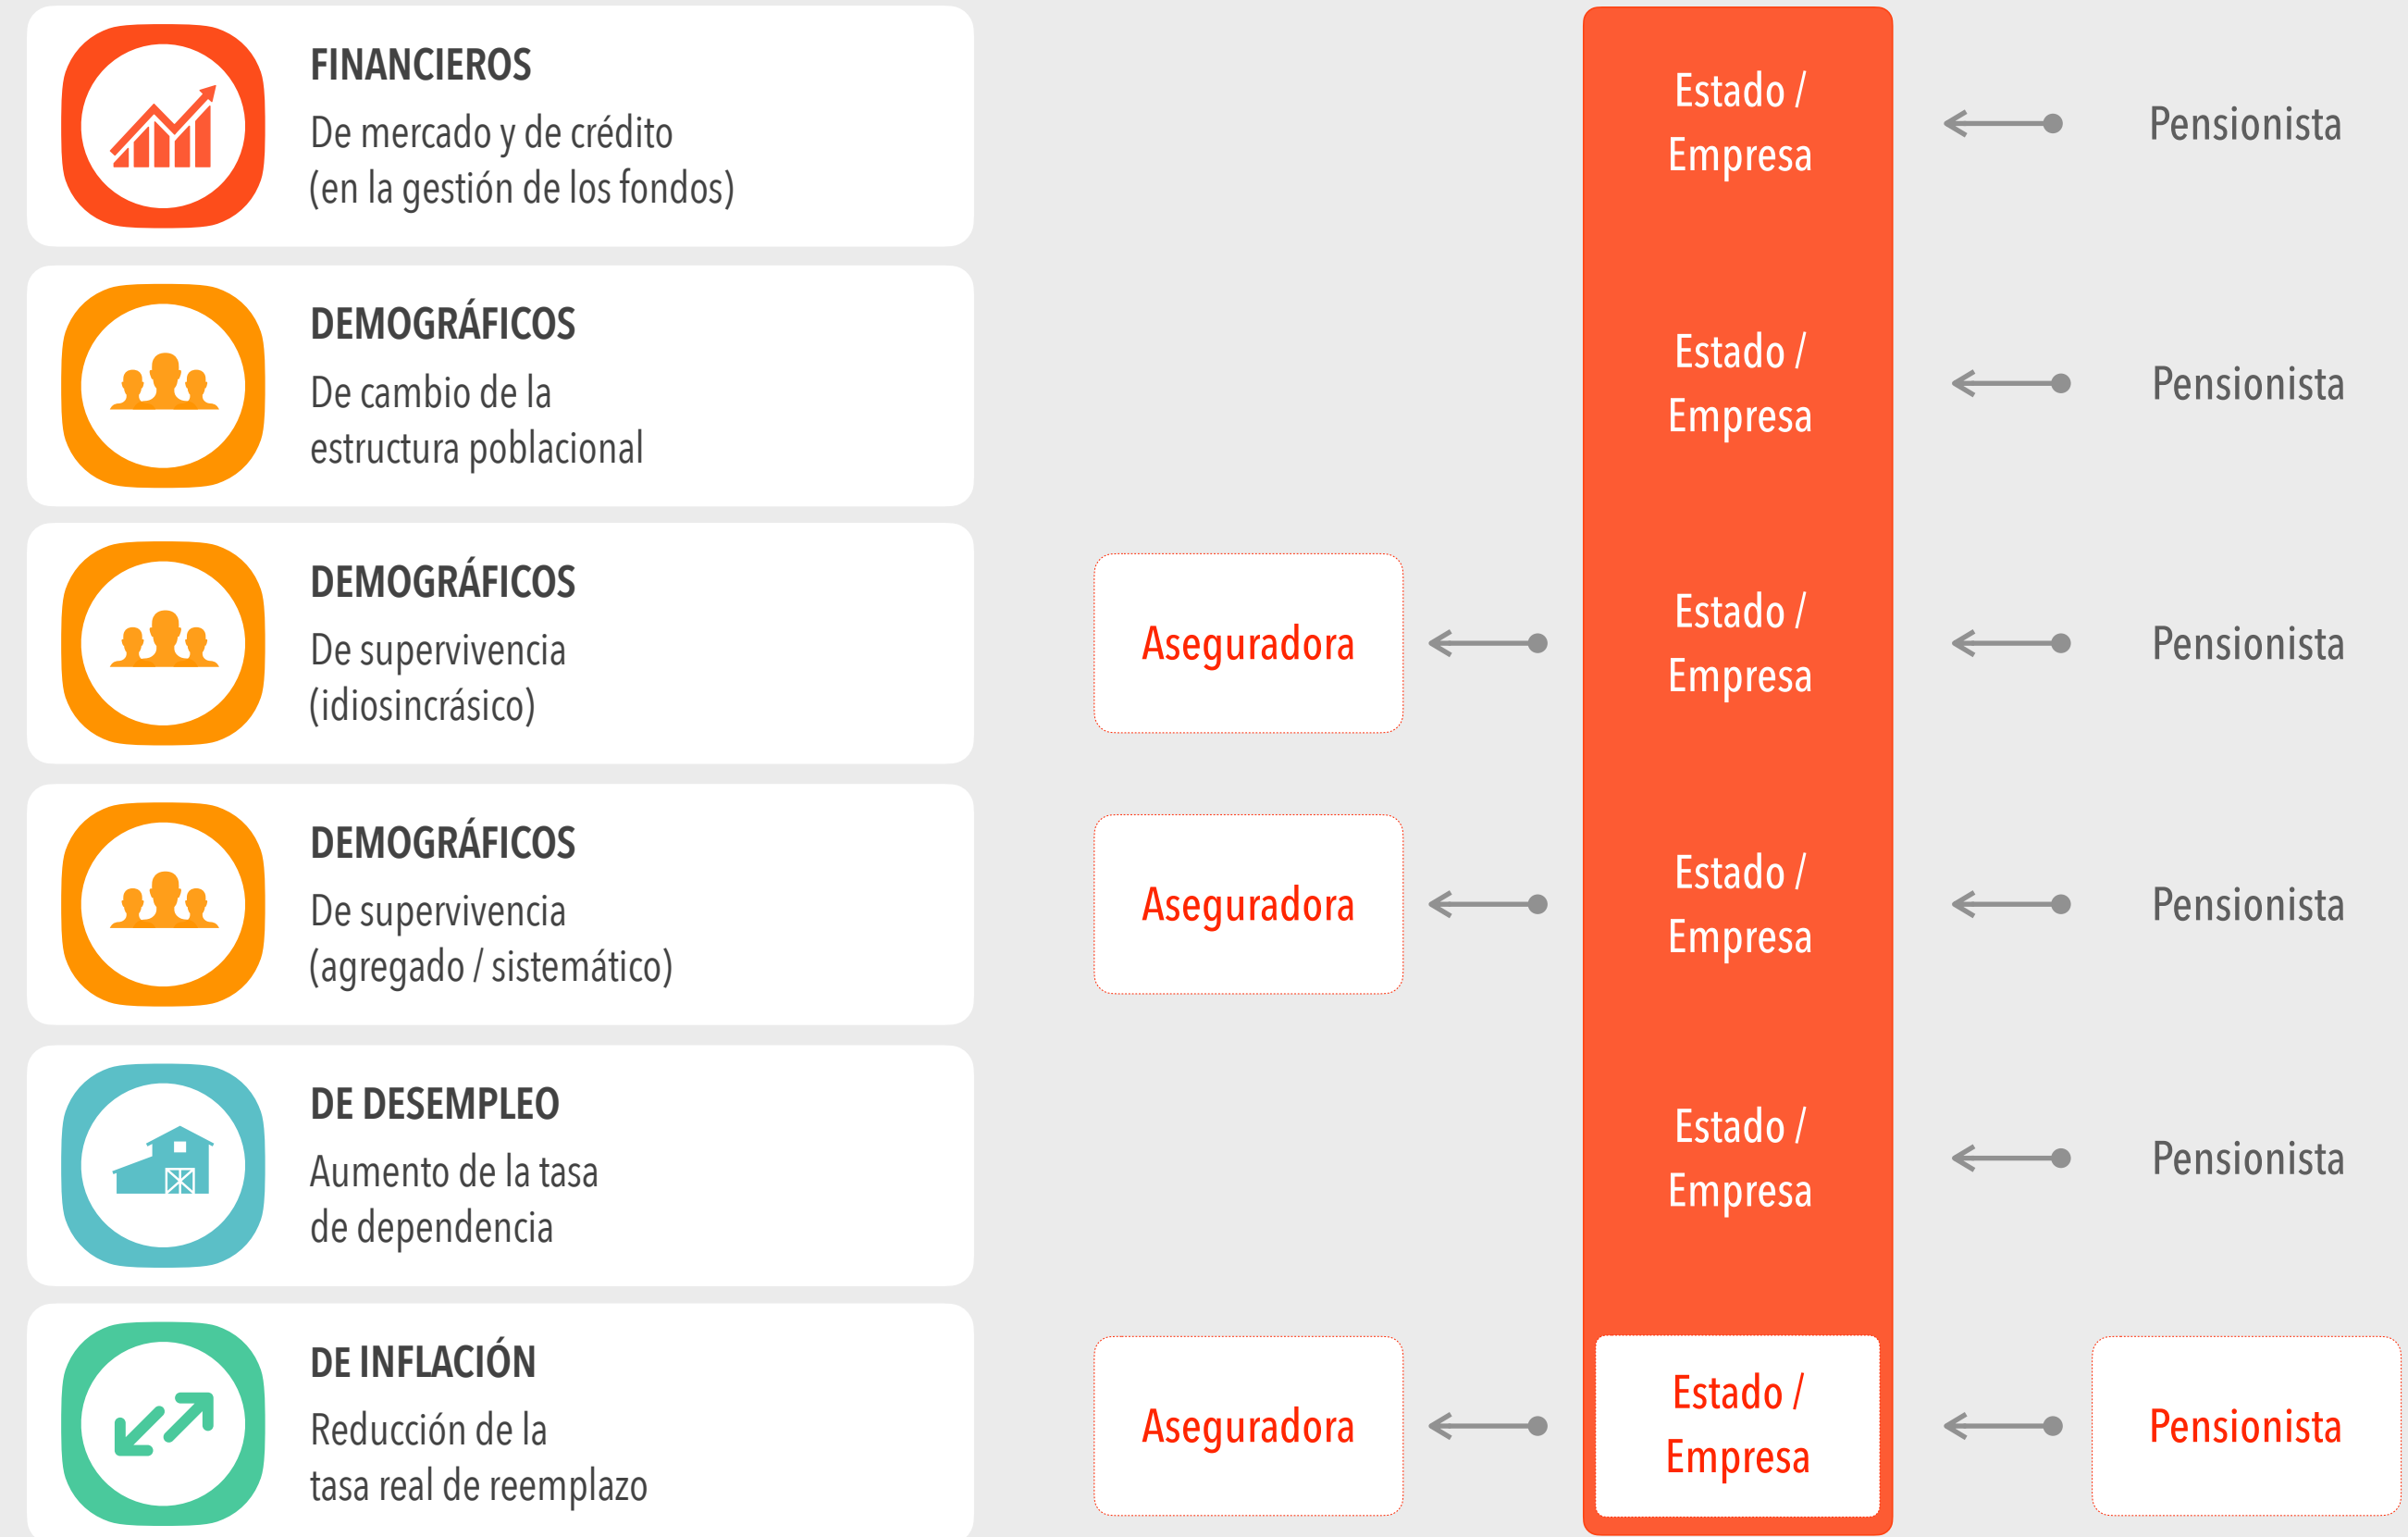 FINANCIEROS
De mercado y de crédito
(en la gestión de los fondos)
Estado /
Empresa
Pensionista
DEMOGRÁFICOS
De cambio de la
estructura poblacional
Estado /
Empresa
Pensionista
DEMOGRÁFICOS
De supervivencia
(idiosincrásico)
Aseguradora
Estado /
Empresa
Pensionista
DEMOGRÁFICOS
De supervivencia
(agregado / sistemático)
Aseguradora
Estado /
Empresa
Pensionista
DE DESEMPLEO
Aumento de la tasa
de dependencia
Estado /
Empresa
Pensionista
DE INFLACIÓN
Reducción de la
tasa real de reemplazo
Aseguradora
Estado /
Empresa
Pensionista